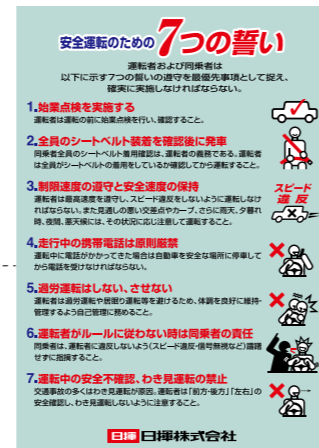 安全運転のための7つの誓い
運転者および同乗者は
以下に示す7つの誓いの遵守を最優先事項として捉え、
確実に実施しなければならない。
1.始業点検を実施する
運転者は運転の前に始業点検を行い、確認すること。
2.全員のシートベルト装着を確認後に発車
同乗者全員のシートベルト着用確認は、運転者の義務である。運転者
は全員がシートベルトの着用をしているか確認してから運転すること。
3.制限速度の遵守と安全速度の保持
運転者は最高速度を遵守し、スピード違反をしないように運転しなけ
ればならない。また見通しの悪い交差点やカーブ、さらに雨天、夕暮れ
時、夜間、悪天候には、その状況に応じ注意して運転すること。
スピード
違反
4.走行中の携帯電話は原則厳禁
運転中に電話がかかってきた場合は自動車を安全な場所に停車して
から電話を受けなければならない。
5.過労運転はしない、させない
運転者は過労運転や居眠り運転等を避けるため、体調を良好に維持・
管理するよう自己管理に務めること。
6.運転者がルールに従わない時は同乗者の責任
同乗者は、運転者に違反しないよう(スピード違反・信号無視など)躊躇
せずに指摘すること。
7.運転中の安全不確認、わき見運転の禁止
交通事故の多くはわき見運転が原因。運転者は「前方・後方」「左右」の
安全確認し、わき見運転しないように注意すること。
日揮 日揮株式会社